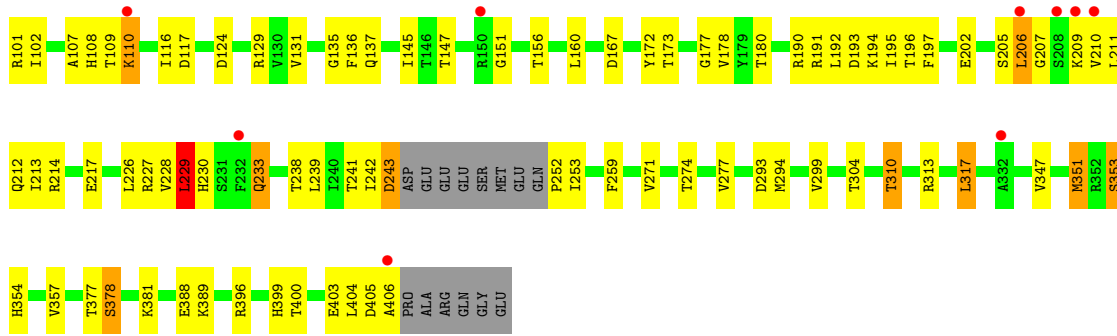 R101 I102 A107 H108 T109 K110 I116 D117 D124 R129 V130 V131 G135 F136 Q137 I145 T146 T147 R150 G151 T156 L160 D167 Y172 T173 G177 V178 Y179 T180 R190 R191 L192 D193 K194 I195 T196 F197 E202 S205 L206 G207 S208 K209 V210 L211
Q212 I213 R214 E217 L226 R227 V228 L229 H230 S231 F232 Q233 T238 L239 I240 T241 I242 D243 ASP GLU GLU GLU SER MET GLU GLN P252 I253 F259 V271 T274 V277 D293 M294 V299 T304 T310 R313 L317 A332 V347 M351 R352 S353
H354 V357 T377 S378 K381 E388 K389 R396 H399 T400 E403 L404 D405 A406 PRO ALA ARG GLN GLY GLU